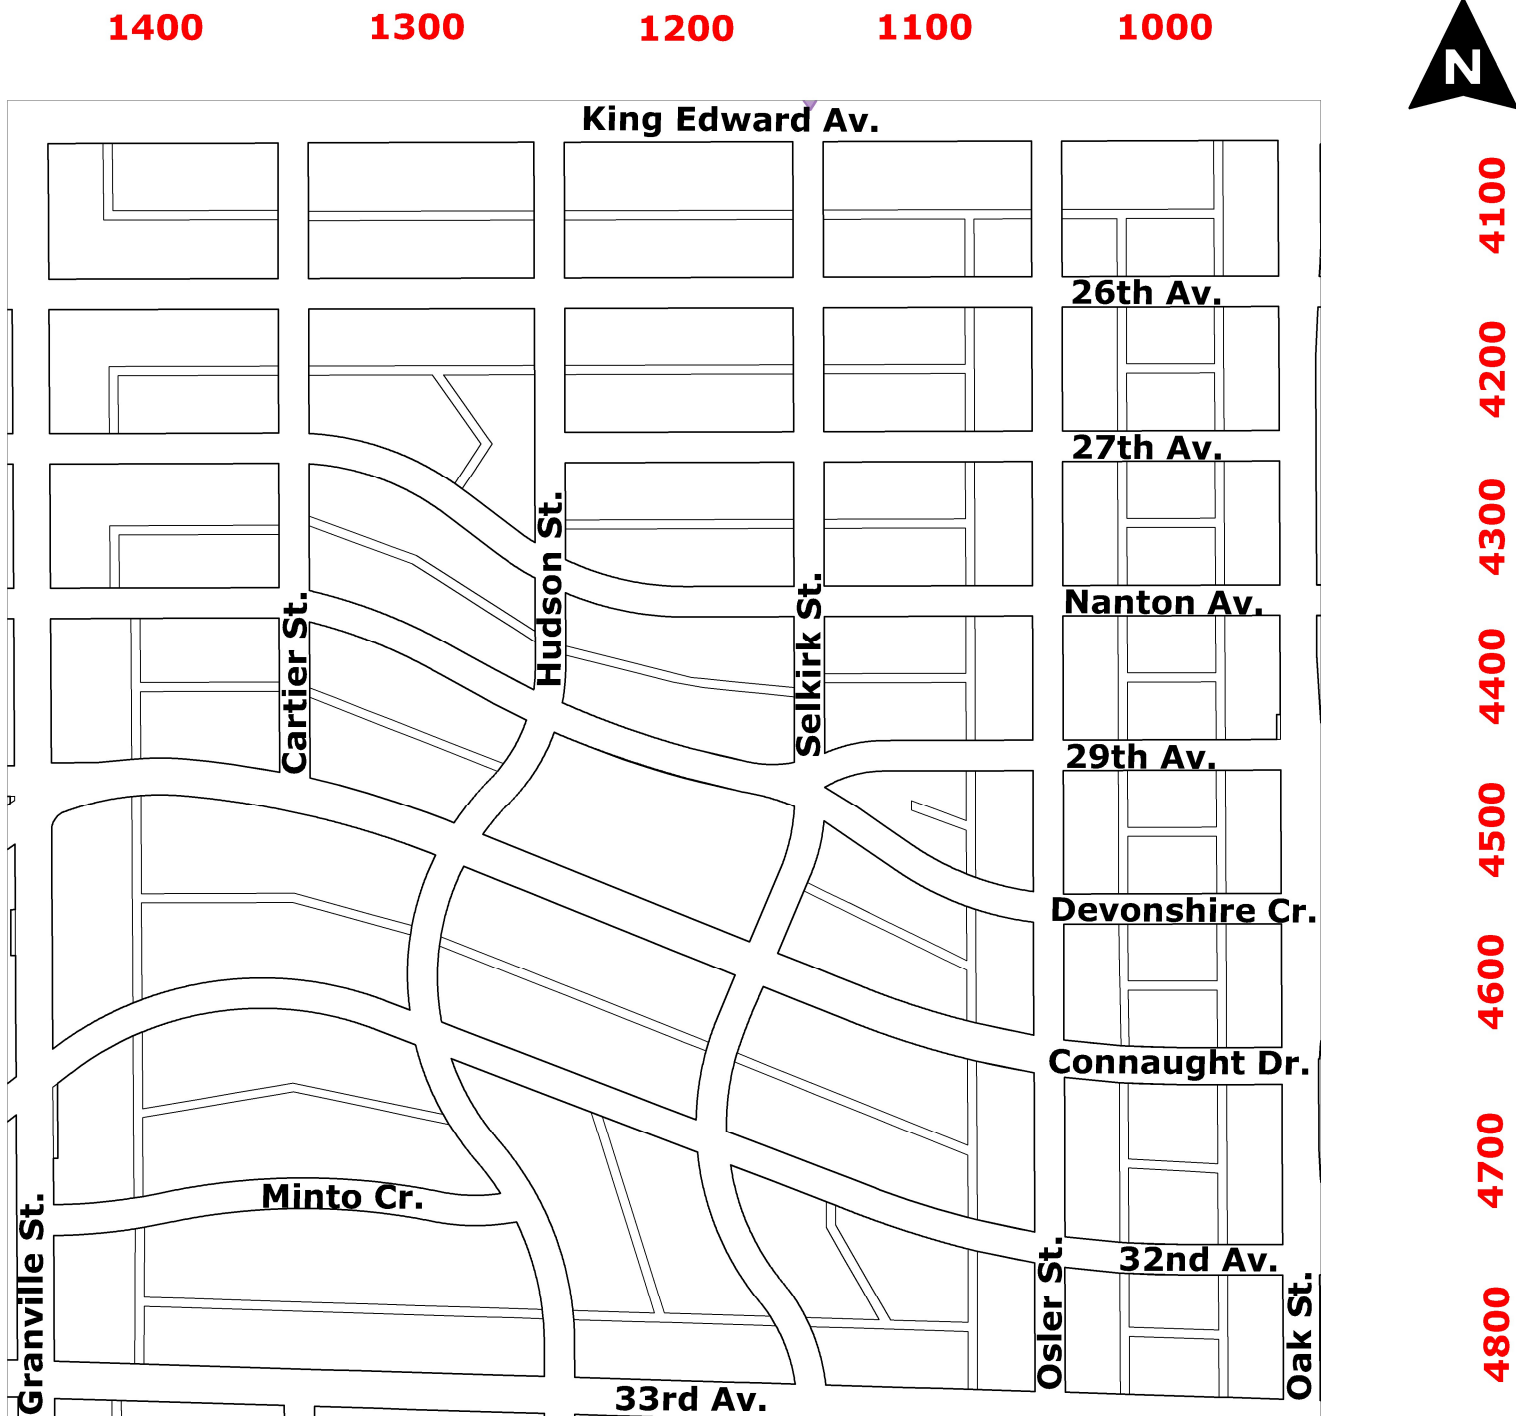 1400 1300 1200 1100 1000
N
King Edward Av.
4100
26th Av.
4200
27th Av.
4300
Hudson St.
Nanton Av.
Cartier St.
Selkirk St.
4400
29th Av.
4500
Devonshire Cr.
4600
Connaught Dr.
4700
Minto Cr.
Granville St.
32nd Av.
Osler St.
Oak St.
4800
33rd Av.